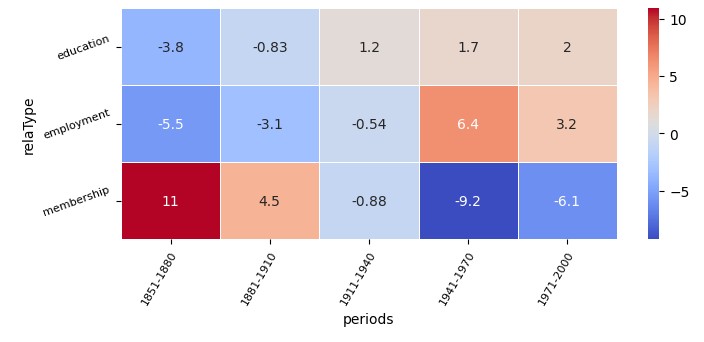 education -3.8 -0.83 1.2 1.7 2
employment -5.5 -3.1 -0.54 6.4 3.2
membership 11 4.5 -0.88 -9.2 -6.1
relaType
1851-1880 1881-1910 1911-1940 1941-1970 1971-2000
periods
10
5
0
−5